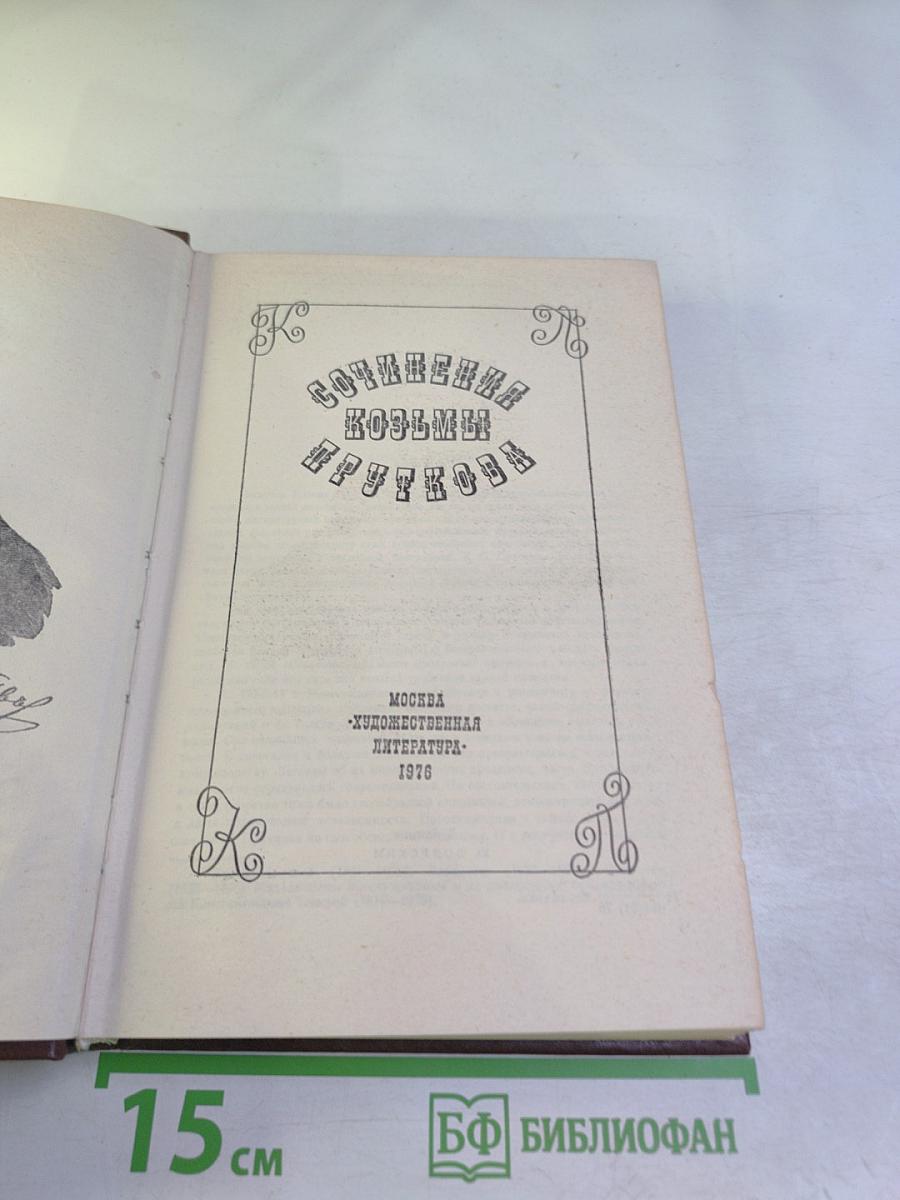 К П
СОЧИНЕНИЯ
КОЗЬМЫ
ПРУТКОВА
МОСКВА
«ХУДОЖЕСТВЕННАЯ
ЛИТЕРАТУРА»
1976
К П
15 см
БФ БИБЛИОФАН